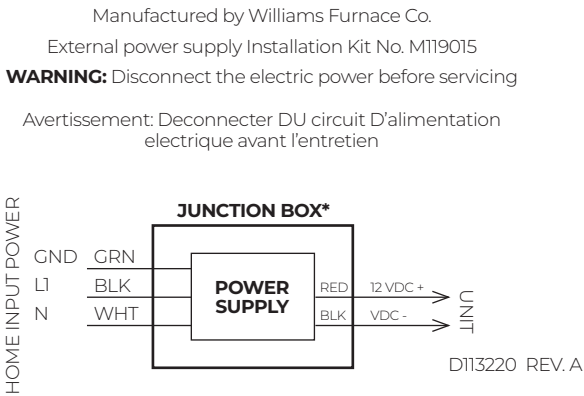 Manufactured by Williams Furnace Co.
External power supply Installation Kit No. M119015
WARNING: Disconnect the electric power before servicing
Avertissement: Deconnecter DU circuit D'alimentation
electrique avant l'entretien
HOME INPUT POWER
JUNCTION BOX*
GND GRN
L1 BLK
N WHT
POWER
SUPPLY
RED 12 VDC +
BLK VDC -
UNIT
D113220 REV. A